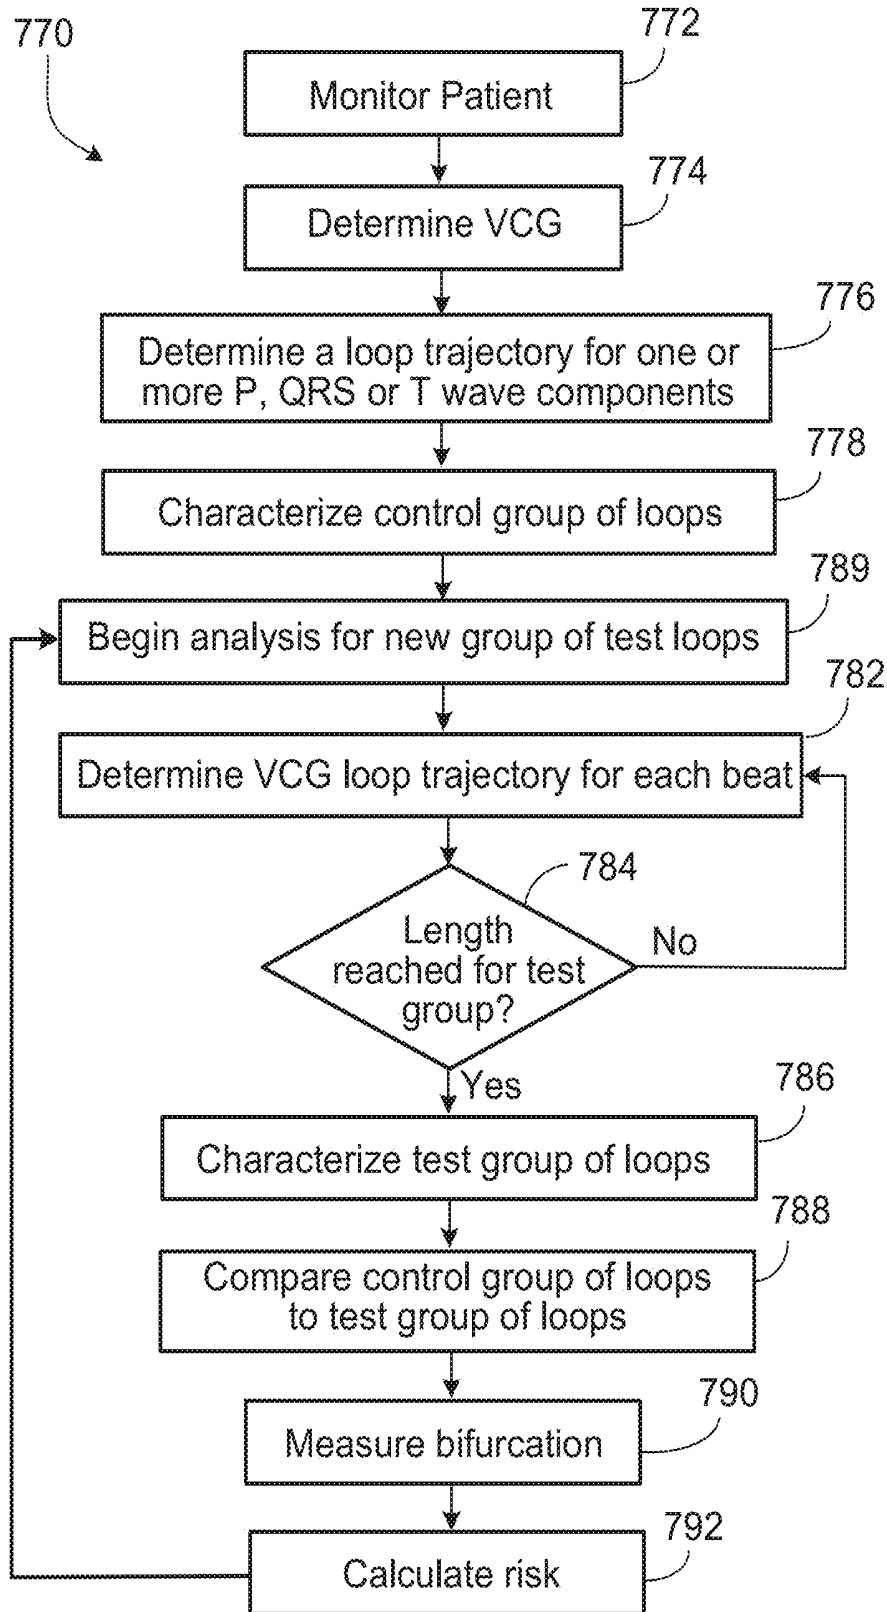 770
772
Monitor Patient
774
Determine VCG
776
Determine a loop trajectory for one or
more P, QRS or T wave components
778
Characterize control group of loops
789
Begin analysis for new group of test loops
782
Determine VCG loop trajectory for each beat
784
Length
reached for test
group?
No
Yes
786
Characterize test group of loops
788
Compare control group of loops
to test group of loops
790
Measure bifurcation
792
Calculate risk